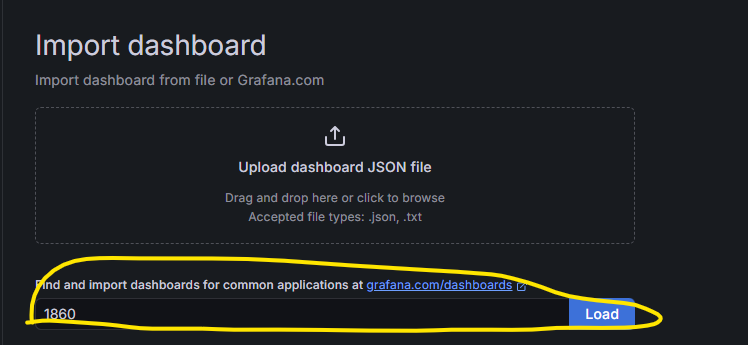 Import dashboard
Import dashboard from file or Grafana.com
Upload dashboard JSON file
Drag and drop here or click to browse
Accepted file types: .json, .txt
Find and import dashboards for common applications at grafana.com/dashboards
1860 Load